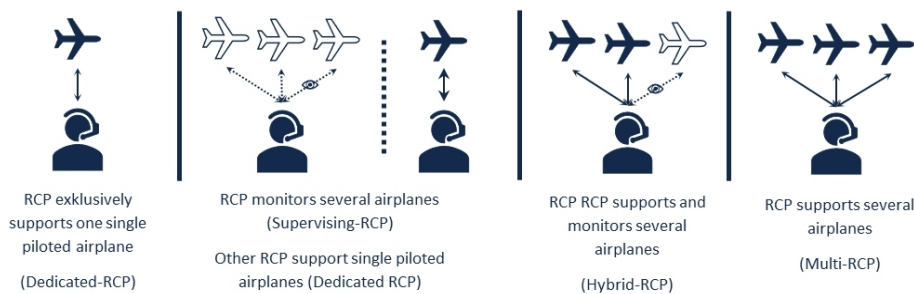 RCP exklusively
supports one single
piloted airplane
(Dedicated-RCP)
RCP monitors several airplanes
(Supervising-RCP)
Other RCP support single piloted
airplanes (Dedicated RCP)
RCP RCP supports and
monitors several
airplanes
(Hybrid-RCP)
RCP supports several
airplanes
(Multi-RCP)